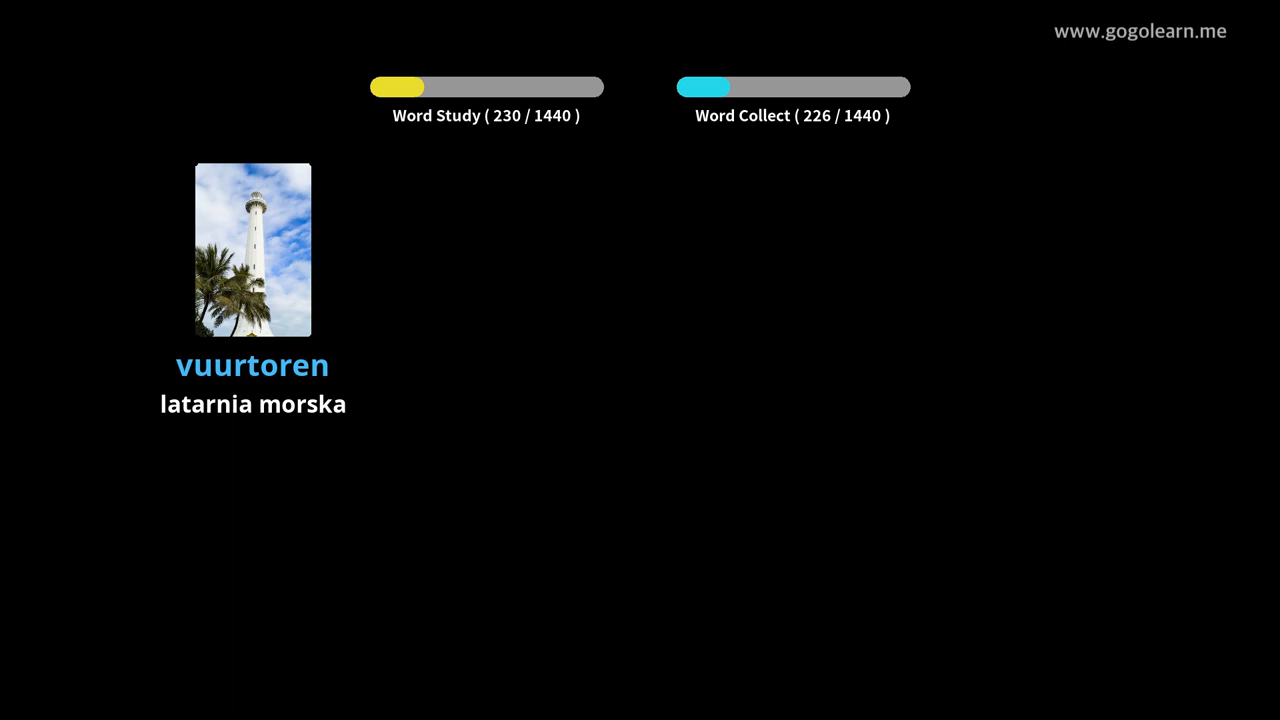 www.gogolearn.me
Word Study ( 230 / 1440 )
Word Collect ( 226 / 1440 )
vuurtoren
latarnia morska